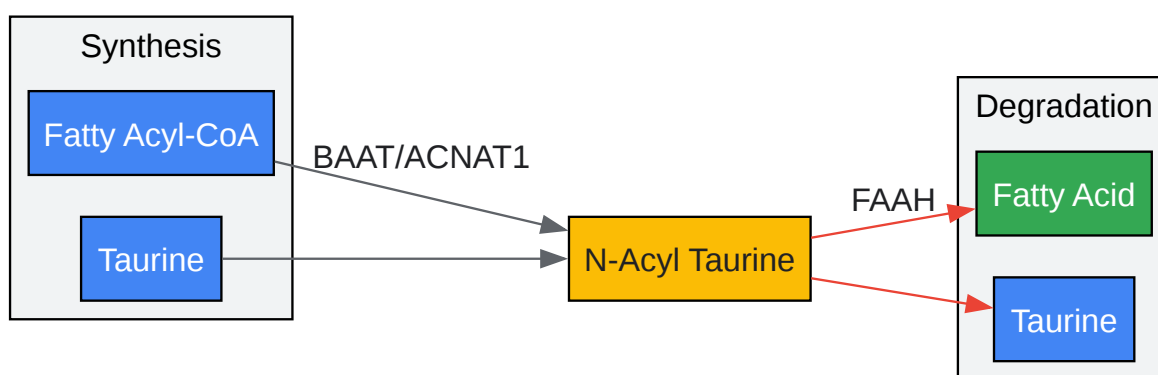 Synthesis
Fatty Acyl-CoA
Taurine
BAAT/ACNAT1
N-Acyl Taurine
FAAH
Degradation
Fatty Acid
Taurine